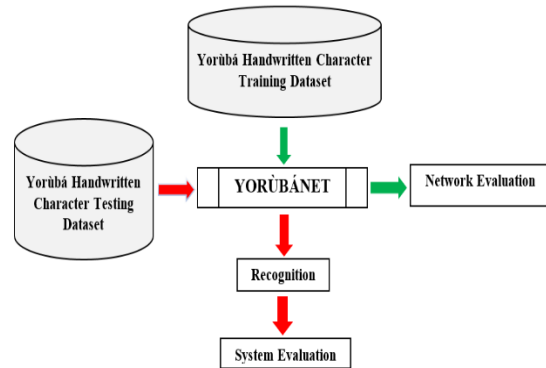 Yorùbá Handwritten Character
Training Dataset
Yorùbá Handwritten
Character Testing
Dataset
YORÙBÁNET
Network Evaluation
Recognition
System Evaluation